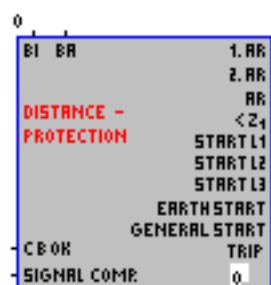 0
BI BA 1. AR
2. AR
AR
DISTANCE - < Z1
PROTECTION START L1
START L2
START L3
EARTH START
GENERAL START
CB OK TRIP
SIGNAL COMP. 0